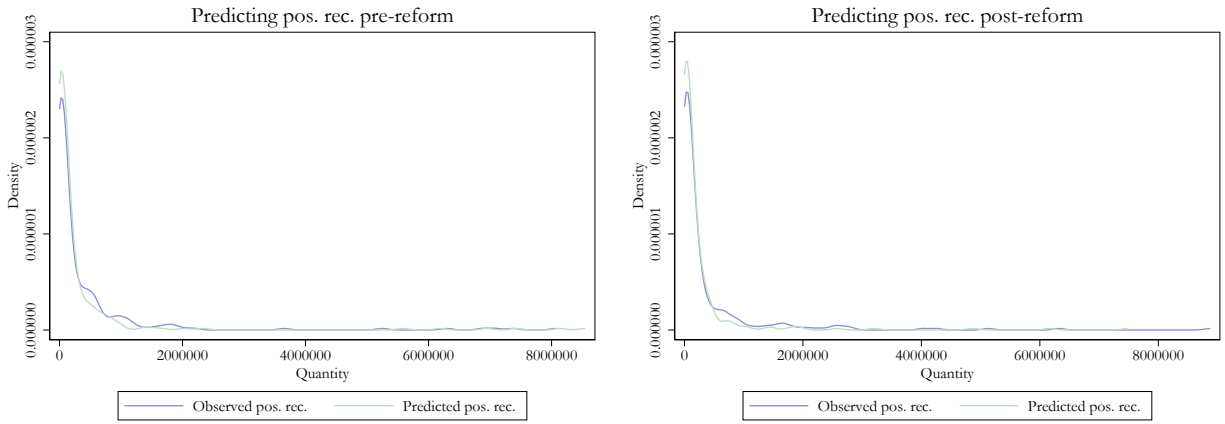 Predicting pos. rec. pre-reform
Density
0.000003
0.000002
0.000001
0.000000
0 2000000 4000000 6000000 8000000
Quantity
Observed pos. rec. Predicted pos. rec.
Predicting pos. rec. post-reform
Density
0.000003
0.000002
0.000001
0.000000
0 2000000 4000000 6000000 8000000
Quantity
Observed pos. rec. Predicted pos. rec.